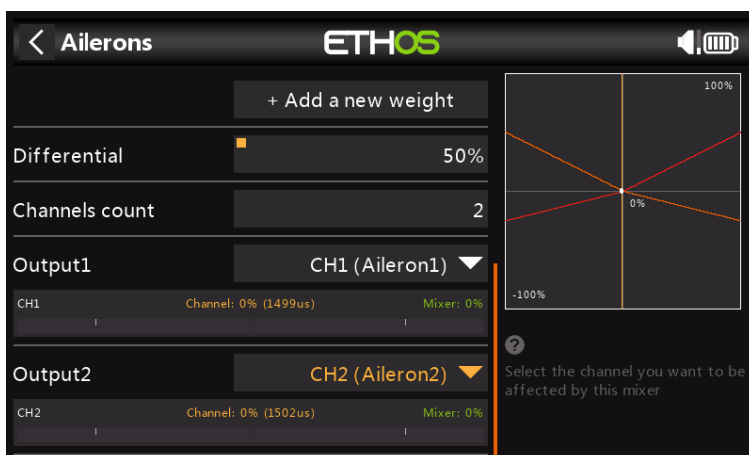 Ailerons
ETHOS
+ Add a new weight
Differential
50%
Channels count
2
Output1
CH1 (Aileron1)
CH1
Channel: 0% (1499us)
Mixer: 0%
Output2
CH2 (Aileron2)
CH2
Channel: 0% (1502us)
Mixer: 0%
100%
0%
-100%
?
Select the channel you want to be
affected by this mixer